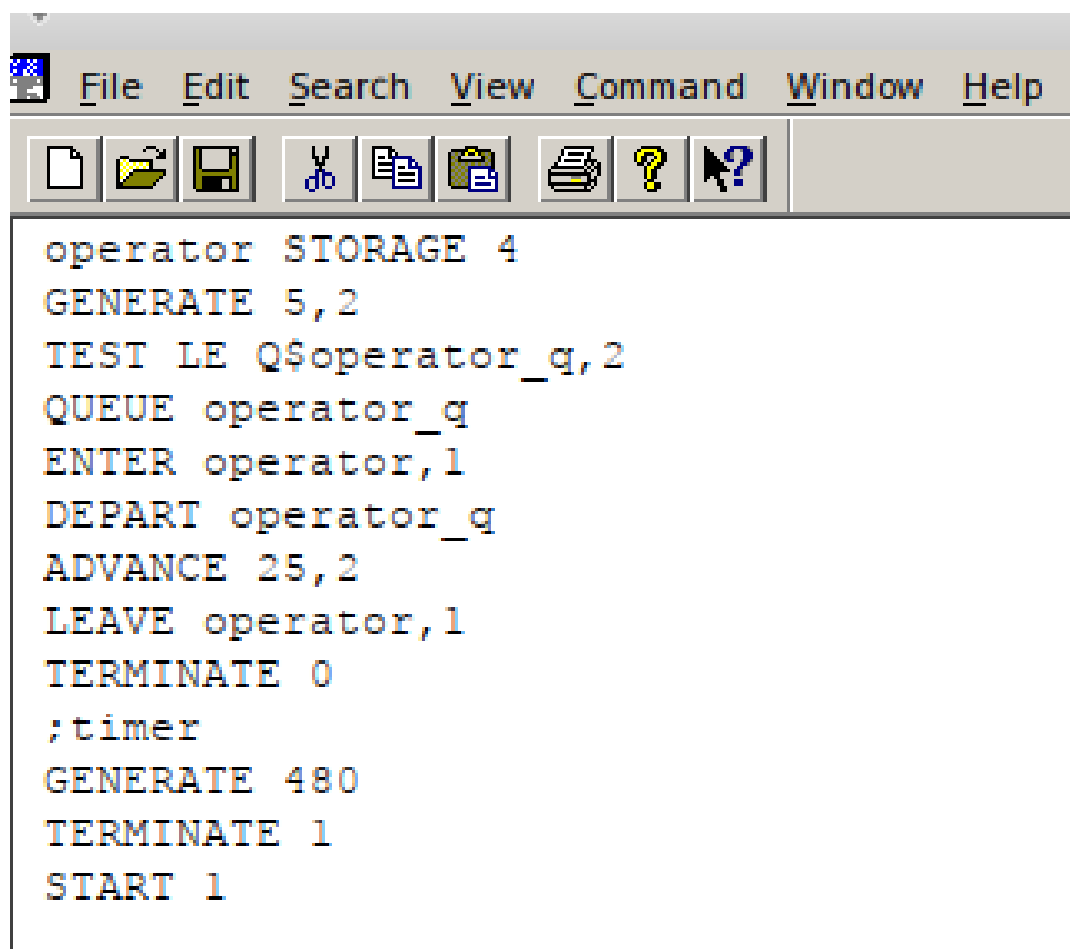 File Edit Search View Command Window Help
operator STORAGE 4
GENERATE 5,2
TEST LE Q$operator_q,2
QUEUE operator_q
ENTER operator,1
DEPART operator_q
ADVANCE 25,2
LEAVE operator,1
TERMINATE 0
;timer
GENERATE 480
TERMINATE 1
START 1